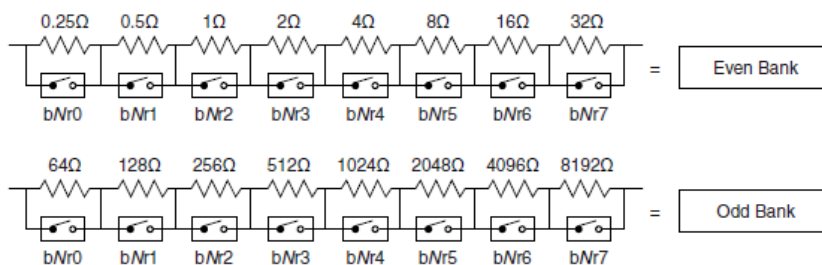 0.25Ω 0.5Ω 1Ω 2Ω 4Ω 8Ω 16Ω 32Ω
= Even Bank
bNr0 bNr1 bNr2 bNr3 bNr4 bNr5 bNr6 bNr7
64Ω 128Ω 256Ω 512Ω 1024Ω 2048Ω 4096Ω 8192Ω
= Odd Bank
bNr0 bNr1 bNr2 bNr3 bNr4 bNr5 bNr6 bNr7